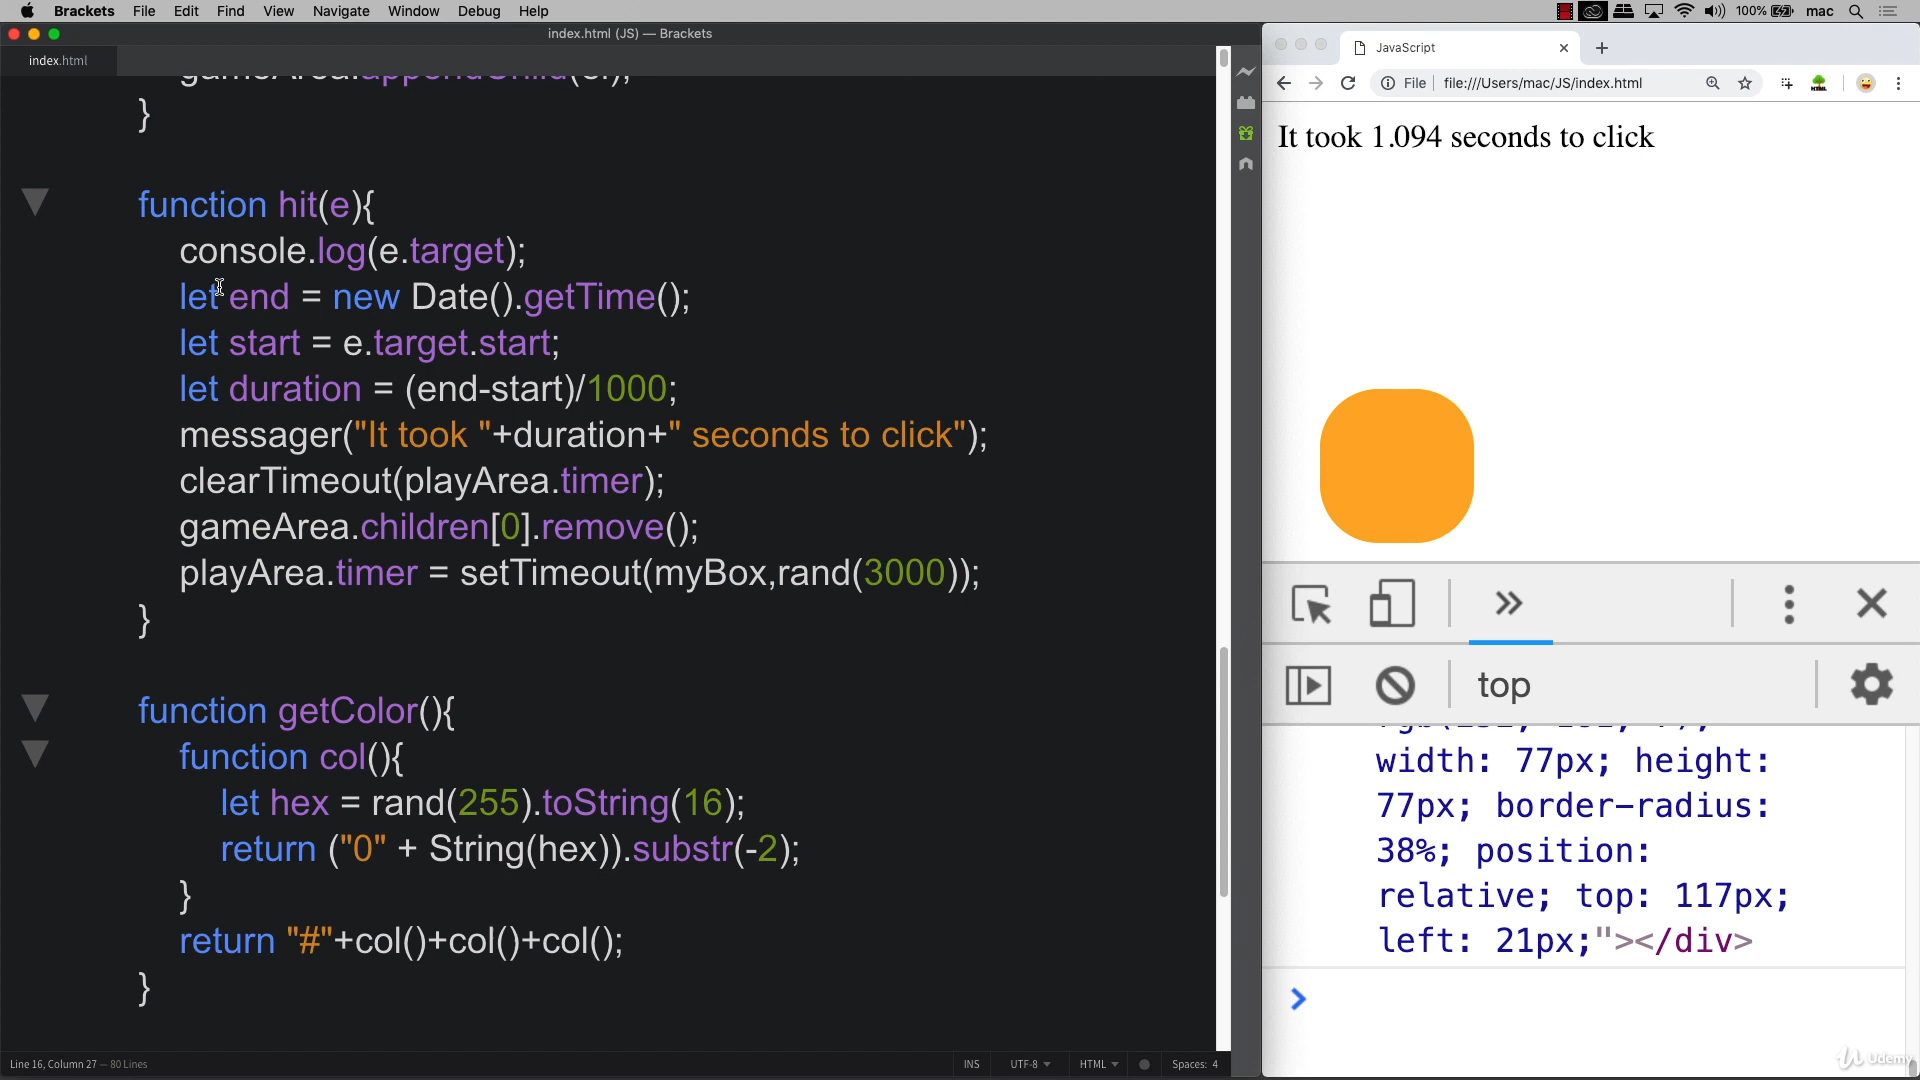 Brackets File Edit Find View Navigate Window Debug Help 100% mac
index.html (JS) — Brackets
index.html
gameArea.appendChild(el);
}
function hit(e){
console.log(e.target);
let end = new Date().getTime();
let start = e.target.start;
let duration = (end-start)/1000;
messager("It took "+duration+" seconds to click");
clearTimeout(playArea.timer);
gameArea.children[0].remove();
playArea.timer = setTimeout(myBox,rand(3000));
}
function getColor(){
function col(){
let hex = rand(255).toString(16);
return ("0" + String(hex)).substr(-2);
}
return "#"+col()+col()+col();
}
Line 16, Column 27 — 80 Lines
INS UTF-8 HTML Spaces: 4
JavaScript
File file:///Users/mac/JS/index.html
It took 1.094 seconds to click
top
width: 77px; height:
77px; border-radius:
38%; position:
relative; top: 117px;
left: 21px;"></div>
Udemy